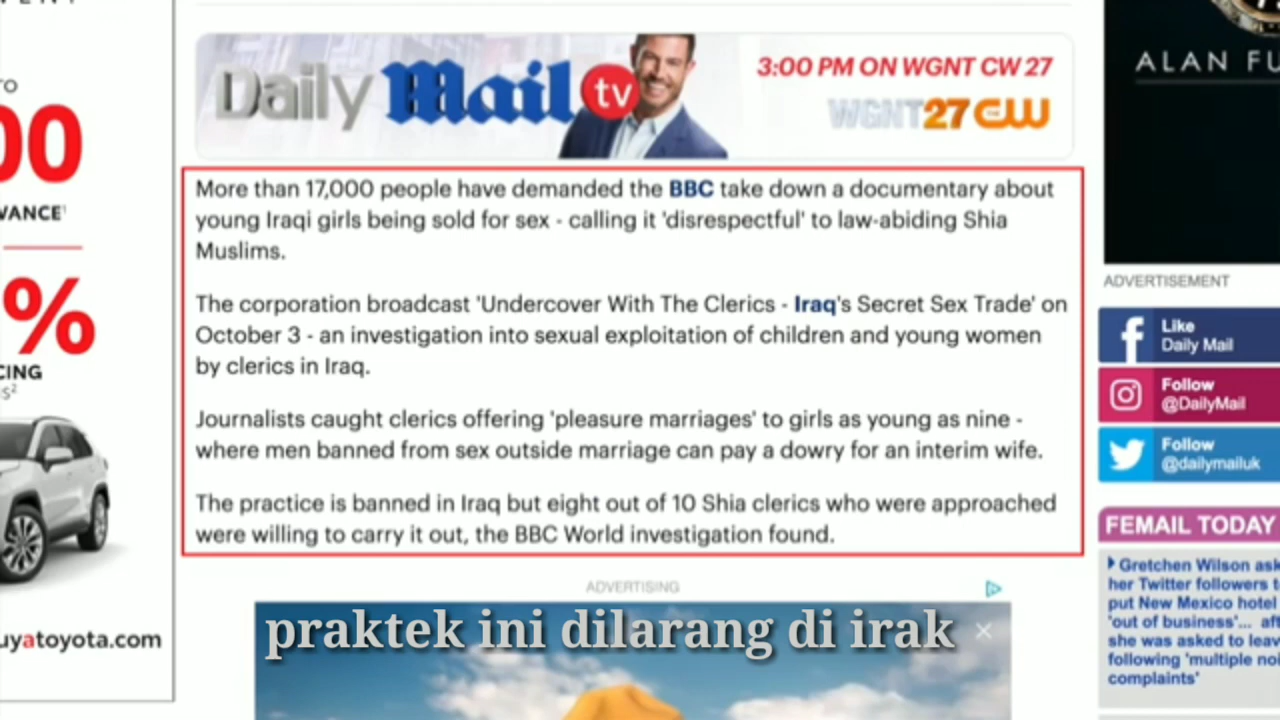 00
VANCE¹
%
CING
uyatoyota.com
Daily Mail tv
3:00 PM ON WGNT CW 27
WGNT27 CW
More than 17,000 people have demanded the BBC take down a documentary about
young Iraqi girls being sold for sex - calling it 'disrespectful' to law-abiding Shia
Muslims.
The corporation broadcast 'Undercover With The Clerics - Iraq's Secret Sex Trade' on
October 3 - an investigation into sexual exploitation of children and young women
by clerics in Iraq.
Journalists caught clerics offering 'pleasure marriages' to girls as young as nine -
where men banned from sex outside marriage can pay a dowry for an interim wife.
The practice is banned in Iraq but eight out of 10 Shia clerics who were approached
were willing to carry it out, the BBC World investigation found.
ADVERTISING
praktek ini dilarang di irak
ALAN FU
ADVERTISEMENT
Like
Daily Mail
Follow
@DailyMail
Follow
@dailymailuk
FEMAIL TODAY
Gretchen Wilson ask
her Twitter followers t
put New Mexico hotel
'out of business'... aft
she was asked to leav
following 'multiple noi
complaints'